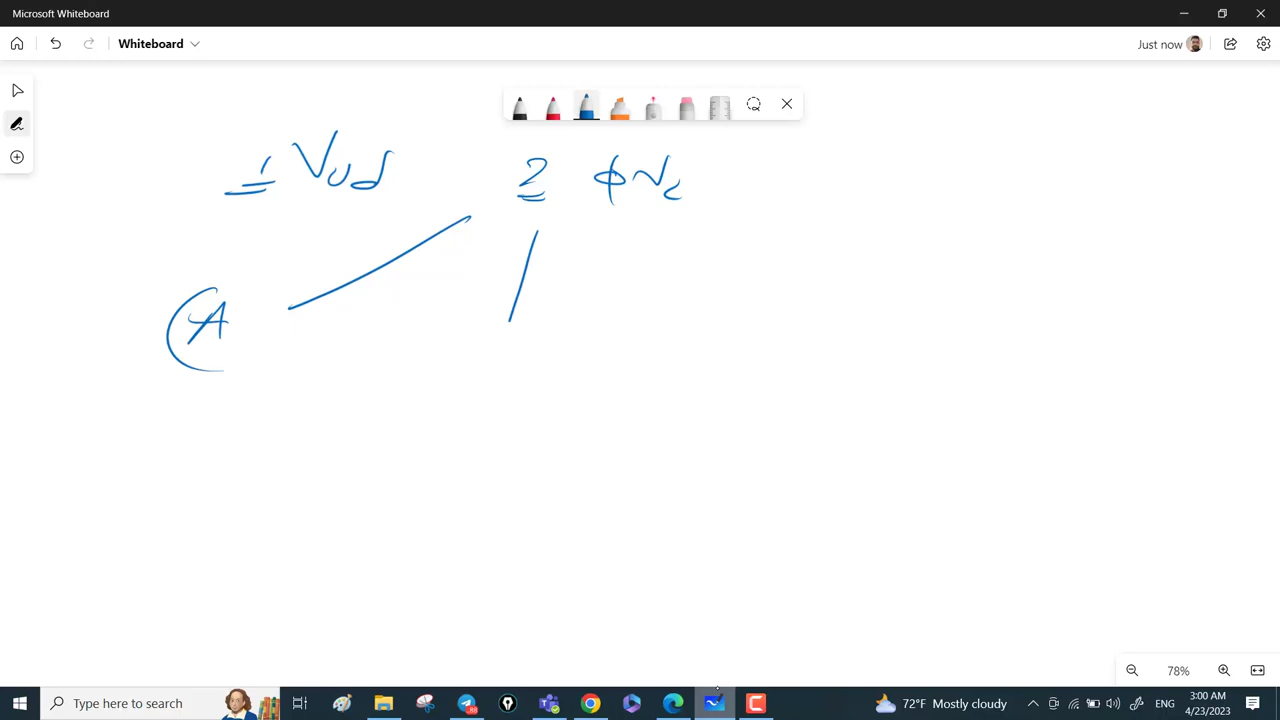 Microsoft Whiteboard
Whiteboard
Just now
2
A
78%
Type here to search
72°F Mostly cloudy
ENG
3:00 AM
4/23/2023